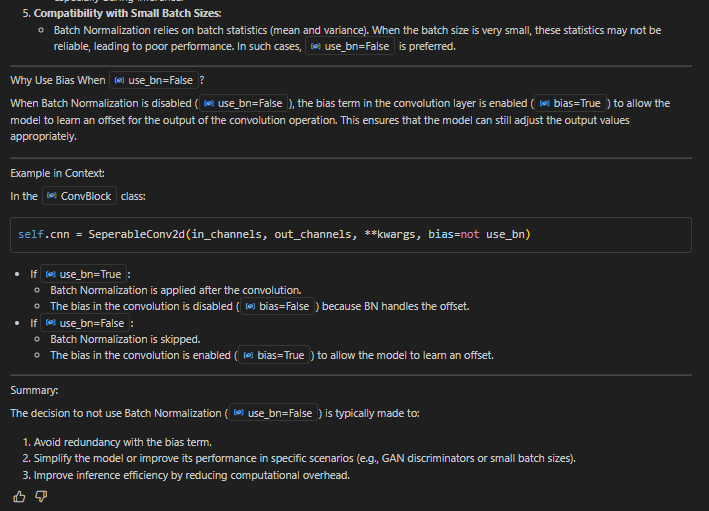 5. Compatibility with Small Batch Sizes:
Batch Normalization relies on batch statistics (mean and variance). When the batch size is very small, these statistics may not be
reliable, leading to poor performance. In such cases, use_bn=False is preferred.
Why Use Bias When use_bn=False ?
When Batch Normalization is disabled ( use_bn=False ), the bias term in the convolution layer is enabled ( bias=True ) to allow the
model to learn an offset for the output of the convolution operation. This ensures that the model can still adjust the output values
appropriately.
Example in Context:
In the ConvBlock class:
self.cnn = SeperableConv2d(in_channels, out_channels, **kwargs, bias=not use_bn)
If use_bn=True :
Batch Normalization is applied after the convolution.
The bias in the convolution is disabled ( bias=False ) because BN handles the offset.
If use_bn=False :
Batch Normalization is skipped.
The bias in the convolution is enabled ( bias=True ) to allow the model to learn an offset.
Summary:
The decision to not use Batch Normalization ( use_bn=False ) is typically made to:
1. Avoid redundancy with the bias term.
2. Simplify the model or improve its performance in specific scenarios (e.g., GAN discriminators or small batch sizes).
3. Improve inference efficiency by reducing computational overhead.